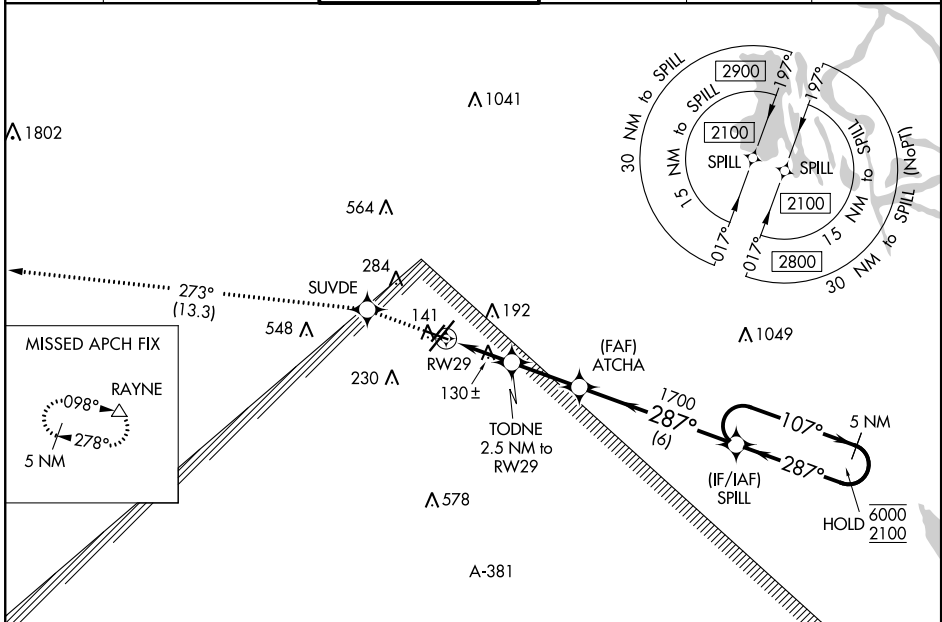 1041
1802
564
284
SUVDE
273°
(13.3)
548
141
192
RW29
130 ±
230
TODNE
2.5 NM to
RW29
(FAF)
ATCHA
1049
1700
287°
(6)
107°
5 NM
287°
(IF/IAF)
SPILL
HOLD
6000
2100
578
A-381
MISSED APCH FIX
RAYNE
098°
278°
5 NM
30 NM to SPILL
2900
197°
197°
15 NM to SPILL
2100
SPILL
SPILL
2100
15 NM to SPILL
017°
017°
2800
30 NM to SPILL (NoPT)